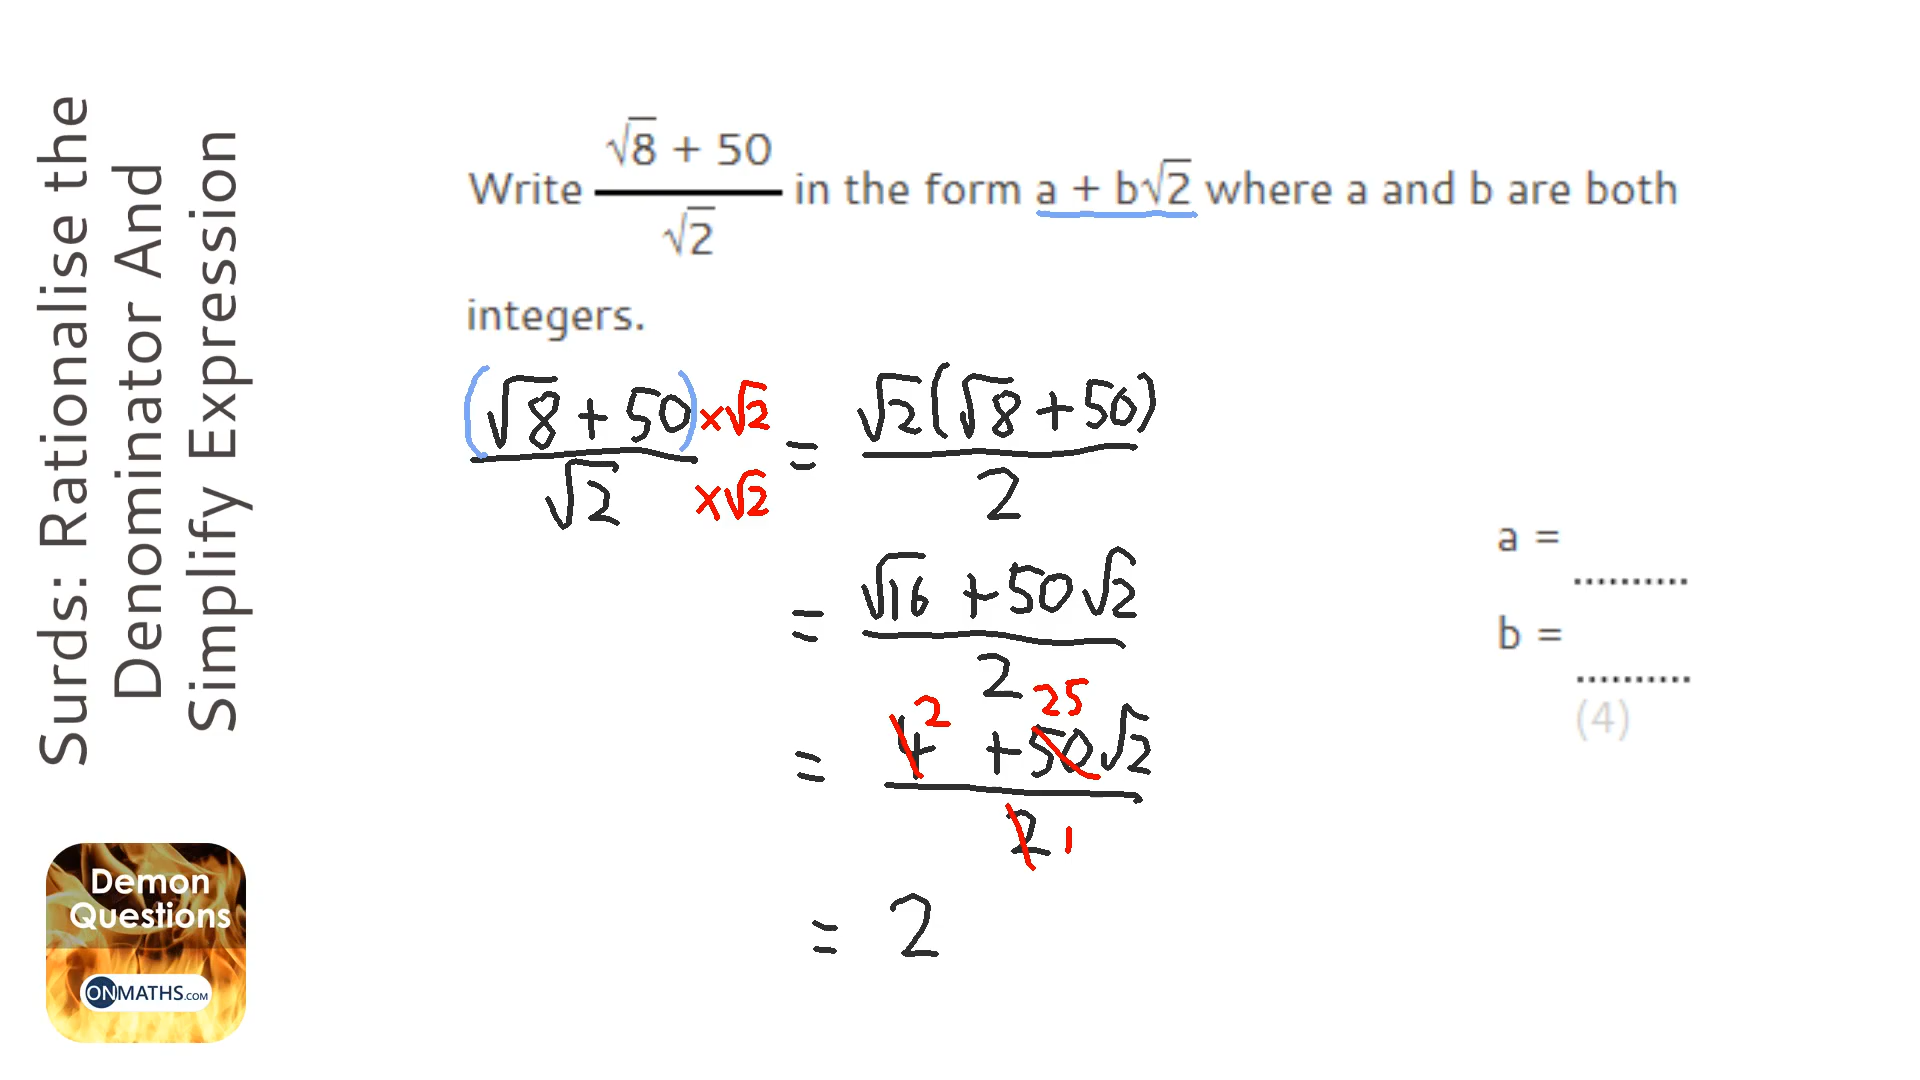 Surds: Rationalise the
Denominator And
Simplify Expression
√8 + 50
Write ——— in the form a + b√2 where a and b are both
√2
integers.
(√8 + 50) ×√2 = √2(√8 + 50)
√2 ×√2 2
= √16 + 50√2
2
2 25
= 4 + 50√2
2 1
= 2
a = ..........
b = ..........
(4)
Demon
Questions
ONMATHS.COM